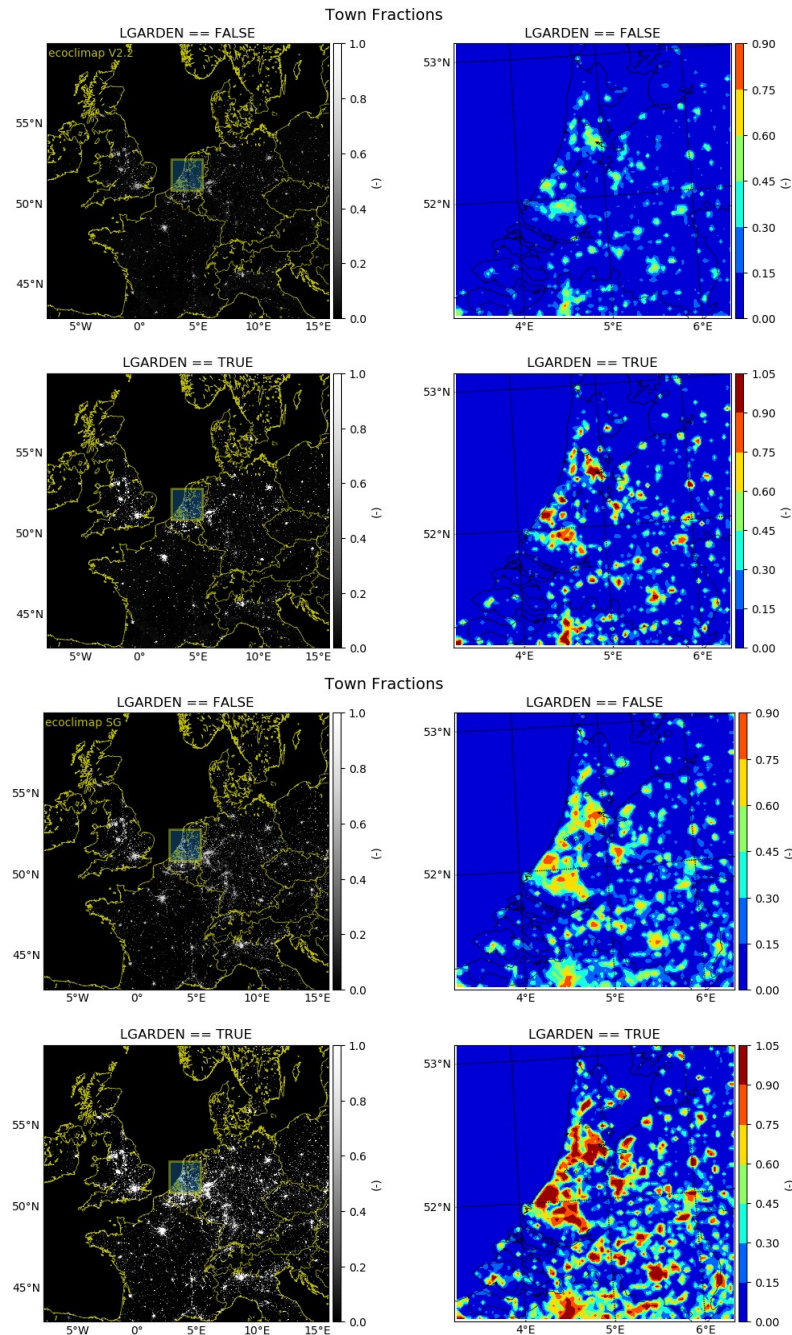 Town Fractions
LGARDEN == FALSE
ecoclimap V2.2
55°N
50°N
45°N
5°W 0° 5°E 10°E 15°E
1.0
0.8
0.6
0.4
0.2
0.0
(-)
LGARDEN == FALSE
53°N
52°N
4°E 5°E 6°E
0.90
0.75
0.60
0.45
0.30
0.15
0.00
(-)
LGARDEN == TRUE
55°N
50°N
45°N
5°W 0° 5°E 10°E 15°E
1.0
0.8
0.6
0.4
0.2
0.0
(-)
LGARDEN == TRUE
53°N
52°N
4°E 5°E 6°E
1.05
0.90
0.75
0.60
0.45
0.30
0.15
0.00
(-)
Town Fractions
LGARDEN == FALSE
ecoclimap SG
55°N
50°N
45°N
5°W 0° 5°E 10°E 15°E
1.0
0.8
0.6
0.4
0.2
0.0
(-)
LGARDEN == FALSE
53°N
52°N
4°E 5°E 6°E
0.90
0.75
0.60
0.45
0.30
0.15
0.00
(-)
LGARDEN == TRUE
55°N
50°N
45°N
5°W 0° 5°E 10°E 15°E
1.0
0.8
0.6
0.4
0.2
0.0
(-)
LGARDEN == TRUE
53°N
52°N
4°E 5°E 6°E
1.05
0.90
0.75
0.60
0.45
0.30
0.15
0.00
(-)